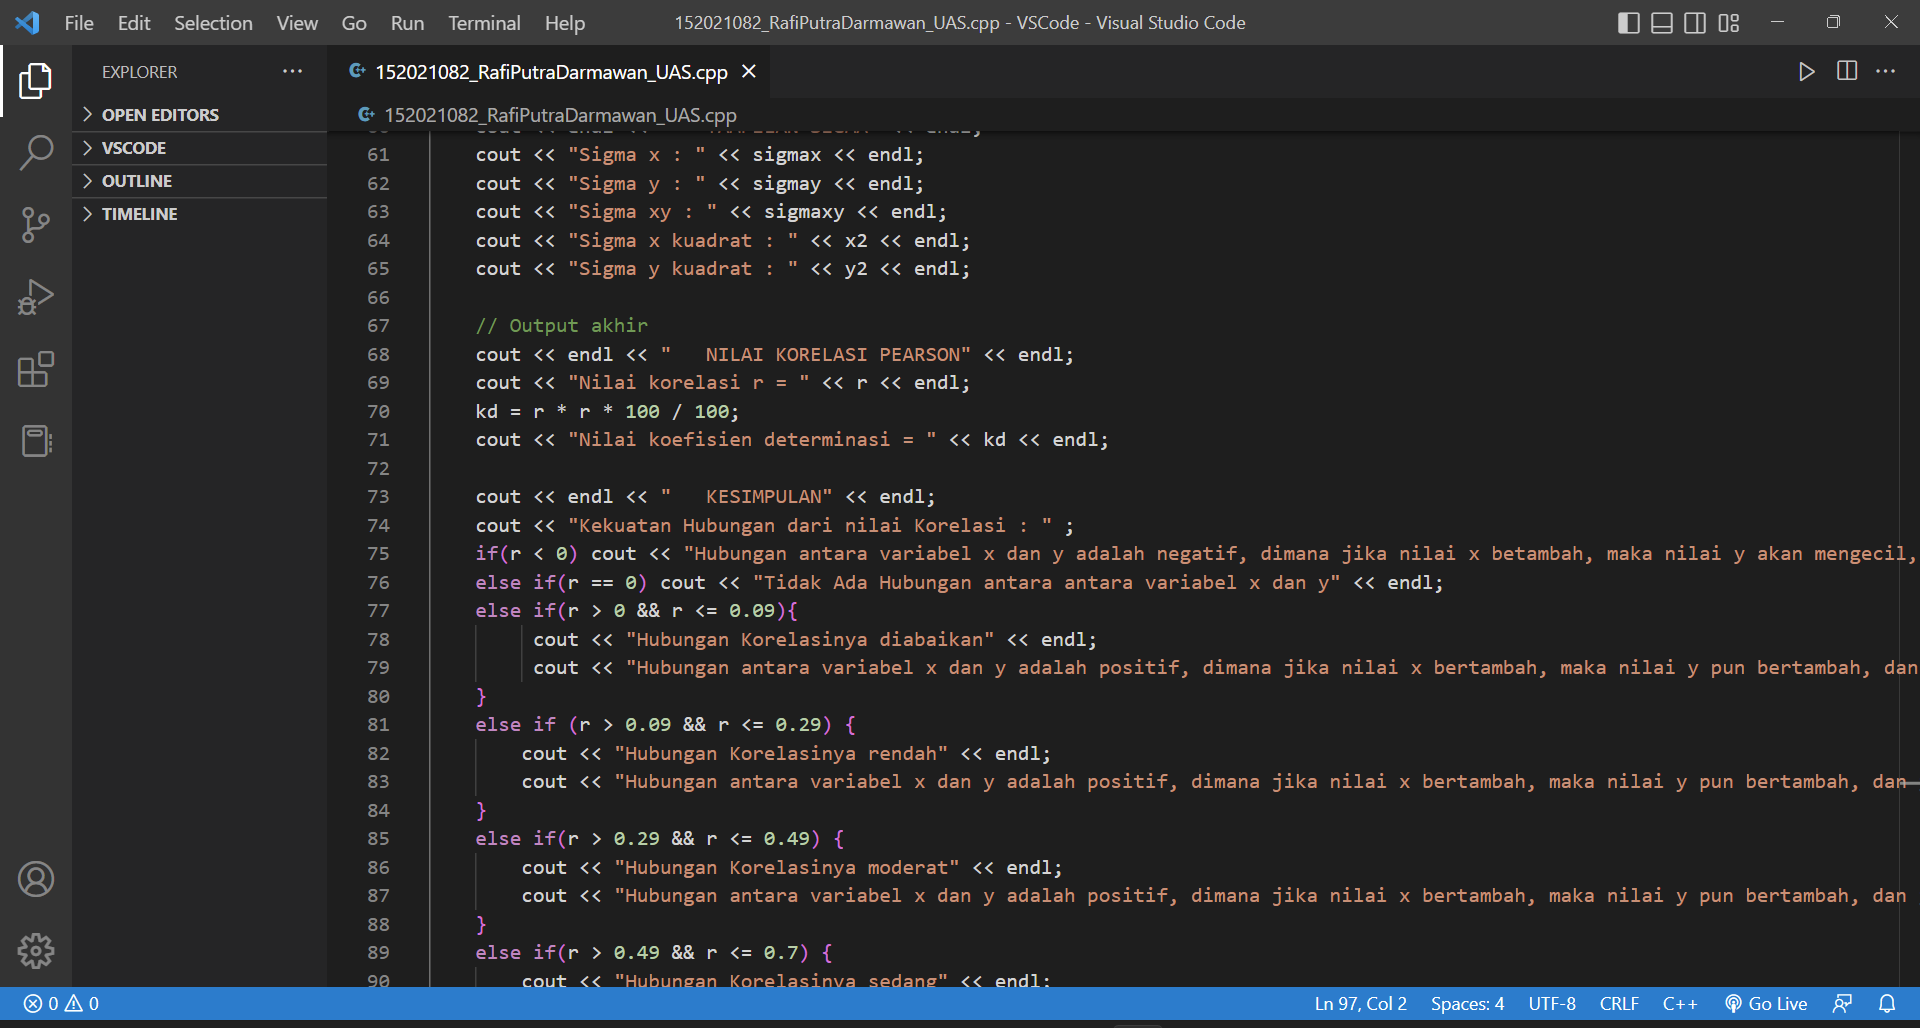 File Edit Selection View Go Run Terminal Help 152021082_RafiPutraDarmawan_UAS.cpp - VSCode - Visual Studio Code
EXPLORER
OPEN EDITORS
VSCODE
OUTLINE
TIMELINE
152021082_RafiPutraDarmawan_UAS.cpp
152021082_RafiPutraDarmawan_UAS.cpp
61 cout << "Sigma x : " << sigmax << endl;
62 cout << "Sigma y : " << sigmay << endl;
63 cout << "Sigma xy : " << sigmaxy << endl;
64 cout << "Sigma x kuadrat : " << x2 << endl;
65 cout << "Sigma y kuadrat : " << y2 << endl;
66
67 // Output akhir
68 cout << endl << "   NILAI KORELASI PEARSON" << endl;
69 cout << "Nilai korelasi r = " << r << endl;
70 kd = r * r * 100 / 100;
71 cout << "Nilai koefisien determinasi = " << kd << endl;
72
73 cout << endl << "   KESIMPULAN" << endl;
74 cout << "Kekuatan Hubungan dari nilai Korelasi : " ;
75 if(r < 0) cout << "Hubungan antara variabel x dan y adalah negatif, dimana jika nilai x betambah, maka nilai y akan mengecil,
76 else if(r == 0) cout << "Tidak Ada Hubungan antara antara variabel x dan y" << endl;
77 else if(r > 0 && r <= 0.09){
78 cout << "Hubungan Korelasinya diabaikan" << endl;
79 cout << "Hubungan antara variabel x dan y adalah positif, dimana jika nilai x bertambah, maka nilai y pun bertambah, dan
80 }
81 else if (r > 0.09 && r <= 0.29) {
82 cout << "Hubungan Korelasinya rendah" << endl;
83 cout << "Hubungan antara variabel x dan y adalah positif, dimana jika nilai x bertambah, maka nilai y pun bertambah, dan
84 }
85 else if(r > 0.29 && r <= 0.49) {
86 cout << "Hubungan Korelasinya moderat" << endl;
87 cout << "Hubungan antara variabel x dan y adalah positif, dimana jika nilai x bertambah, maka nilai y pun bertambah, dan
88 }
89 else if(r > 0.49 && r <= 0.7) {
90 cout << "Hubungan Korelasinya sedang" << endl;
0 0 Ln 97, Col 2 Spaces: 4 UTF-8 CRLF C++ Go Live